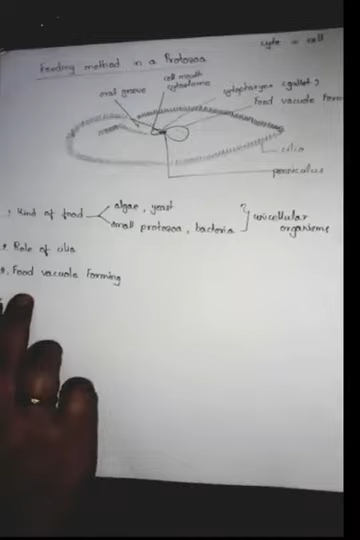 cyte = cell
Feeding method in a Protozoa
cell mouth
cytostome
oral groove
cytopharynx (gullet)
food vacuole form
cilia
peniculus
1. Kind of food
algae, yeast
small protozoa, bacteria
unicellular
organisms
2. Role of cilia
3. Food vacuole forming